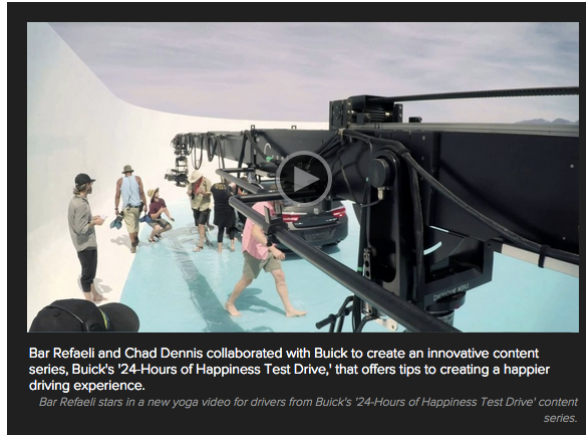 Bar Refaeli and Chad Dennis collaborated with Buick to create an innovative content
series, Buick's '24-Hours of Happiness Test Drive,' that offers tips to creating a happier
driving experience.
Bar Refaeli stars in a new yoga video for drivers from Buick's '24-Hours of Happiness Test Drive' content
series.